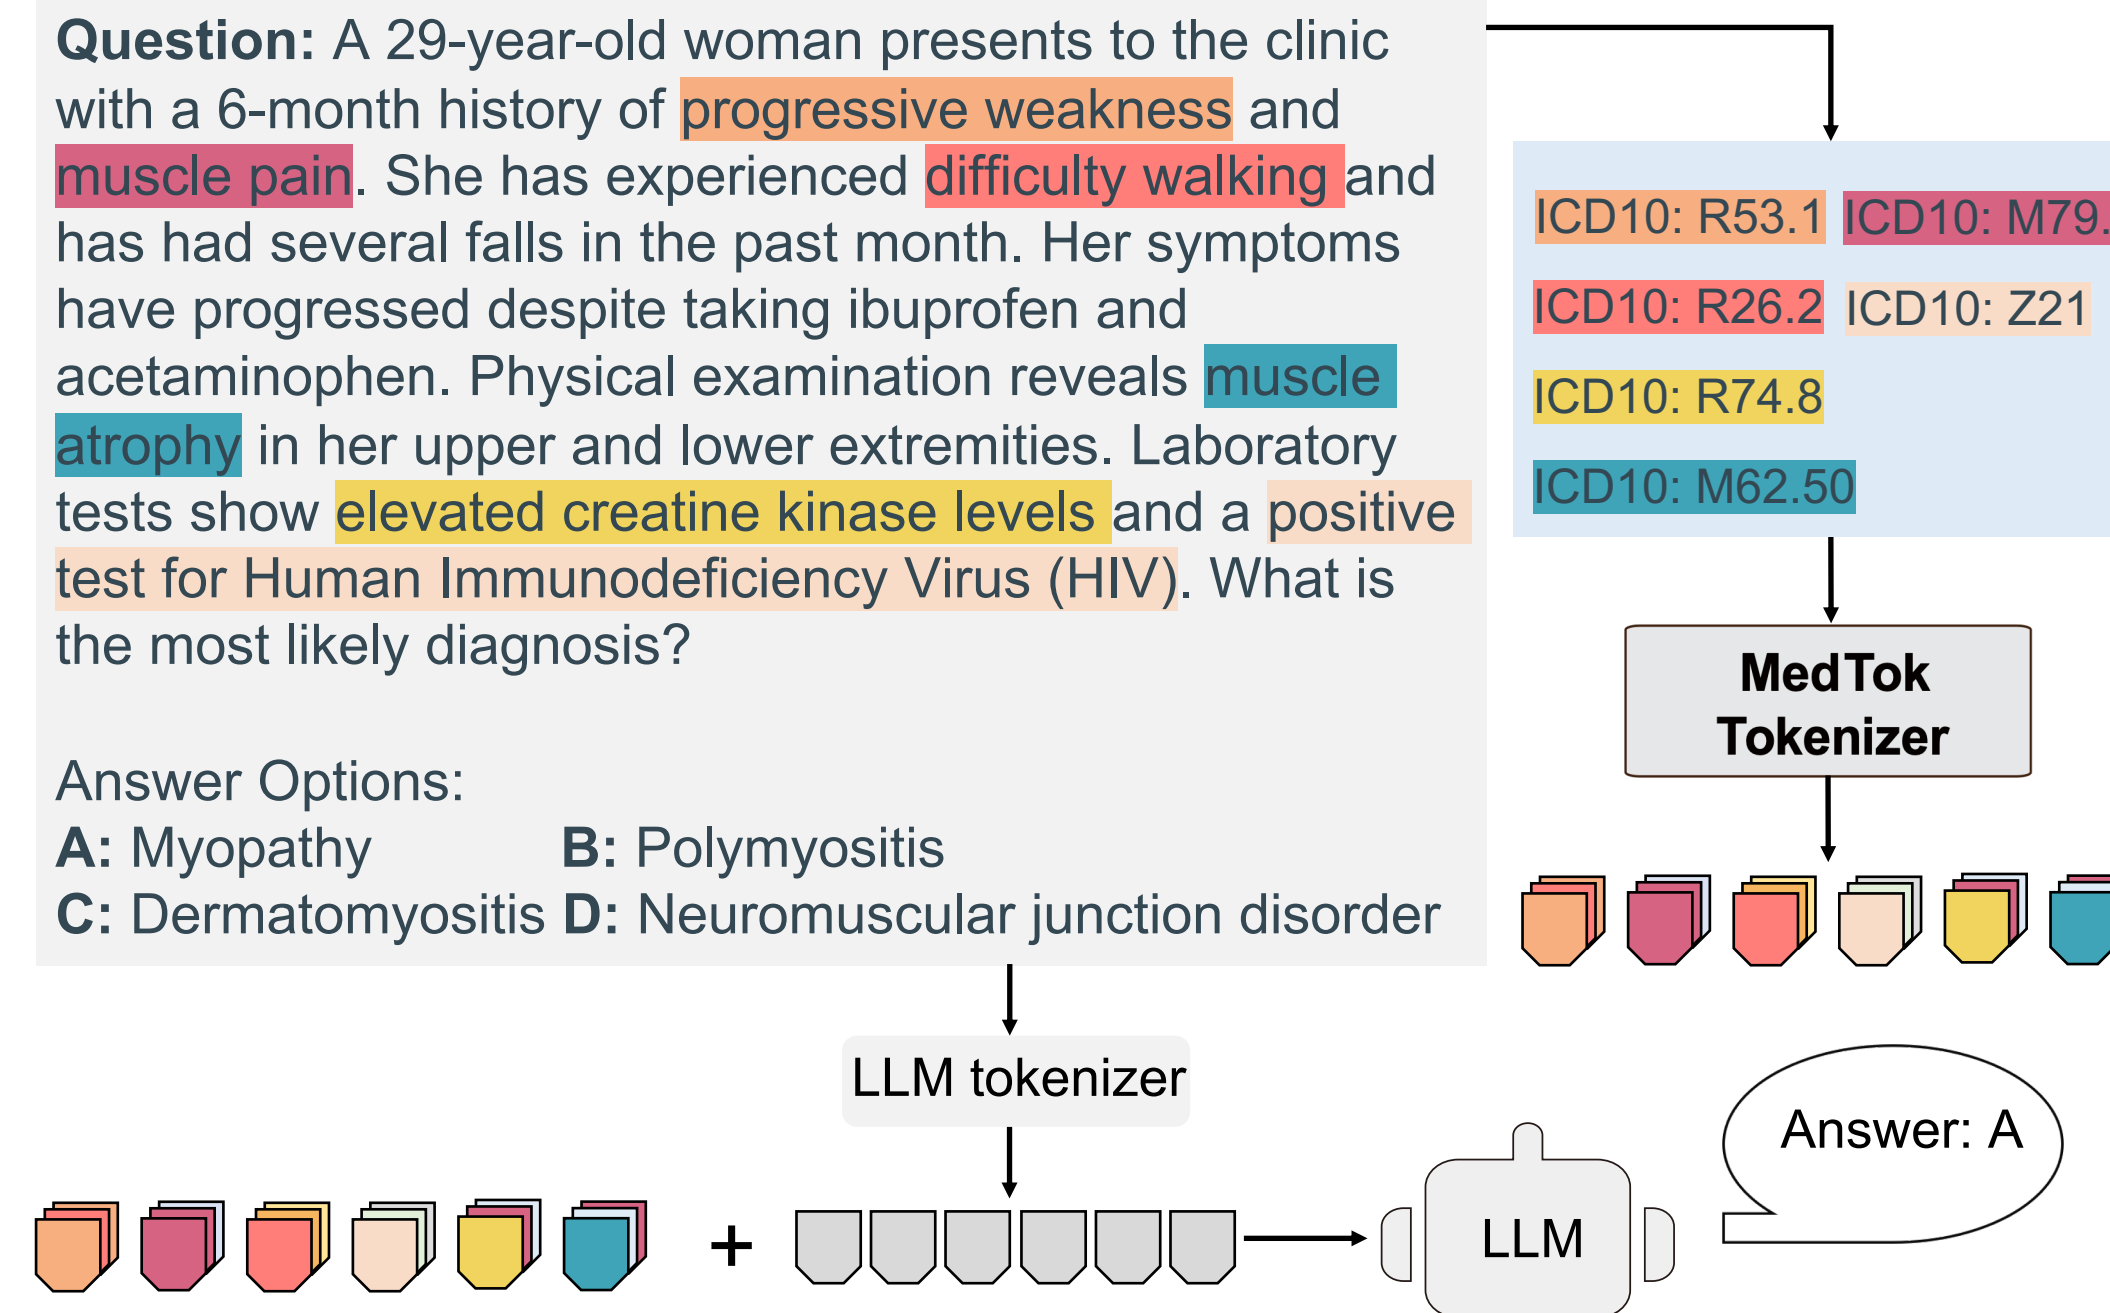 Question: A 29-year-old woman presents to the clinic
with a 6-month history of progressive weakness and
muscle pain. She has experienced difficulty walking and
has had several falls in the past month. Her symptoms
have progressed despite taking ibuprofen and
acetaminophen. Physical examination reveals muscle
atrophy in her upper and lower extremities. Laboratory
tests show elevated creatine kinase levels and a positive
test for Human Immunodeficiency Virus (HIV). What is
the most likely diagnosis?
Answer Options:
A: Myopathy B: Polymyositis
C: Dermatomyositis D: Neuromuscular junction disorder
ICD10: R53.1 ICD10: M79.
ICD10: R26.2 ICD10: Z21
ICD10: R74.8
ICD10: M62.50
MedTok
Tokenizer
LLM tokenizer
+
LLM
Answer: A